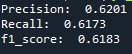 Precision:  0.6201
Recall:  0.6173
f1_score:  0.6183